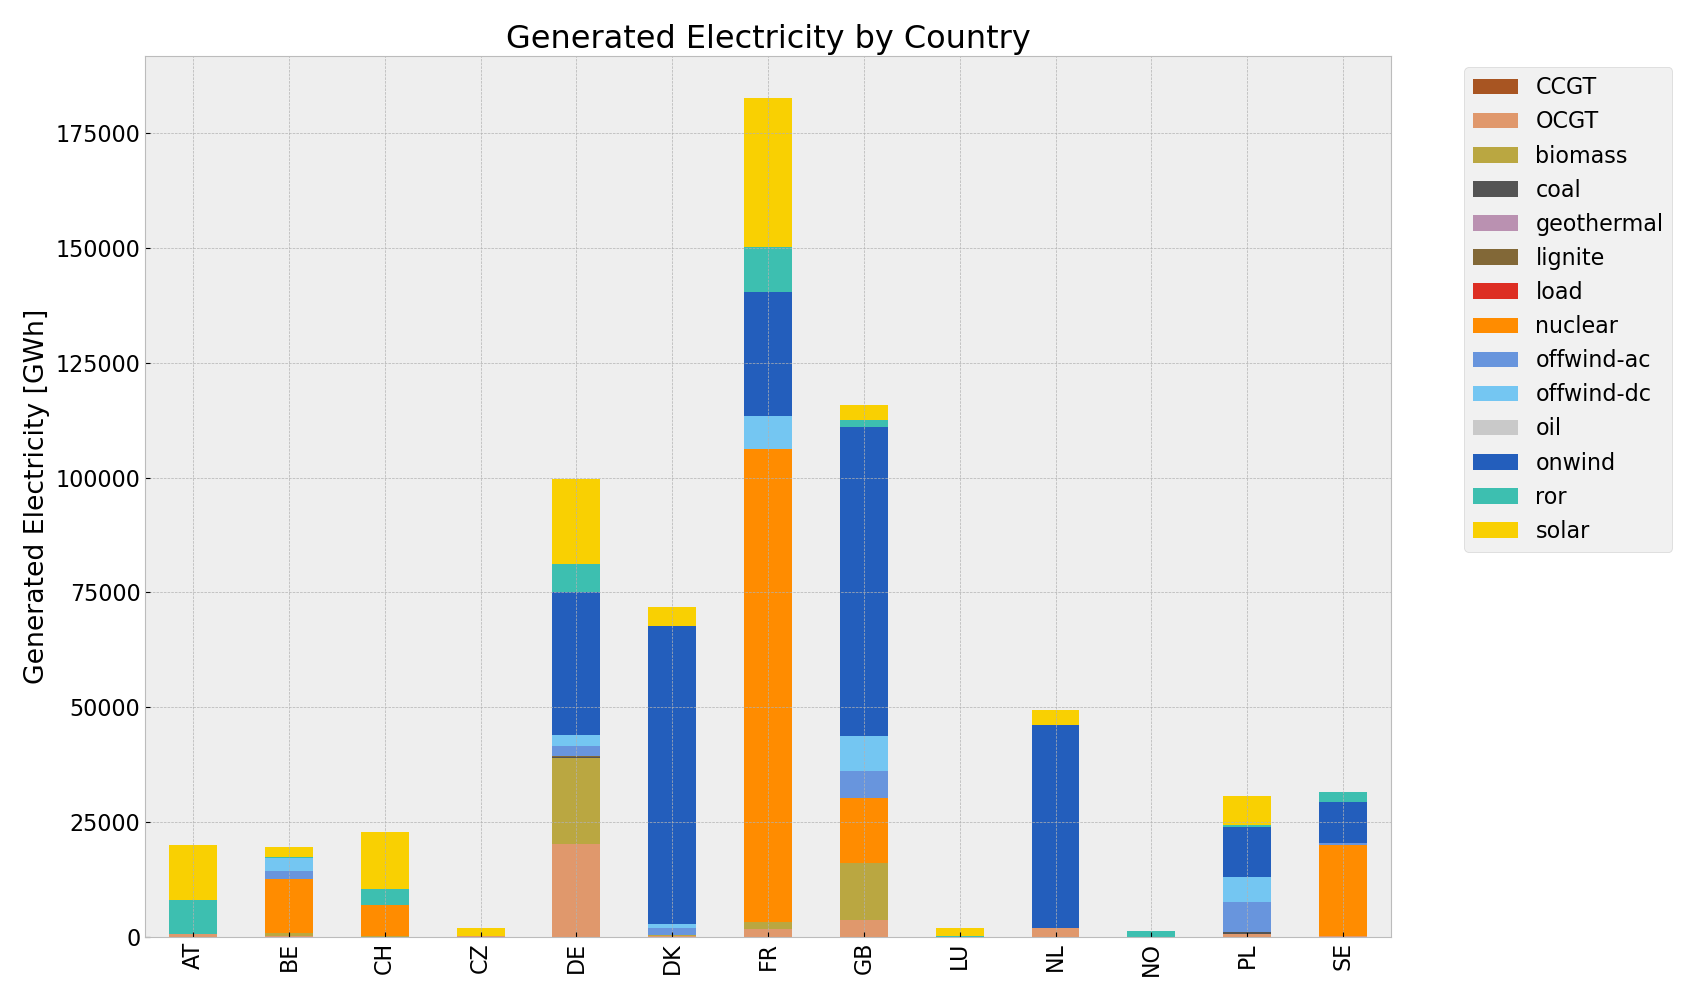 Generated Electricity by Country
Generated Electricity [GWh]
175000
150000
125000
100000
75000
50000
25000
0
AT
BE
CH
CZ
DE
DK
FR
GB
LU
NL
NO
PL
SE
CCGT
OCGT
biomass
coal
geothermal
lignite
load
nuclear
offwind-ac
offwind-dc
oil
onwind
ror
solar